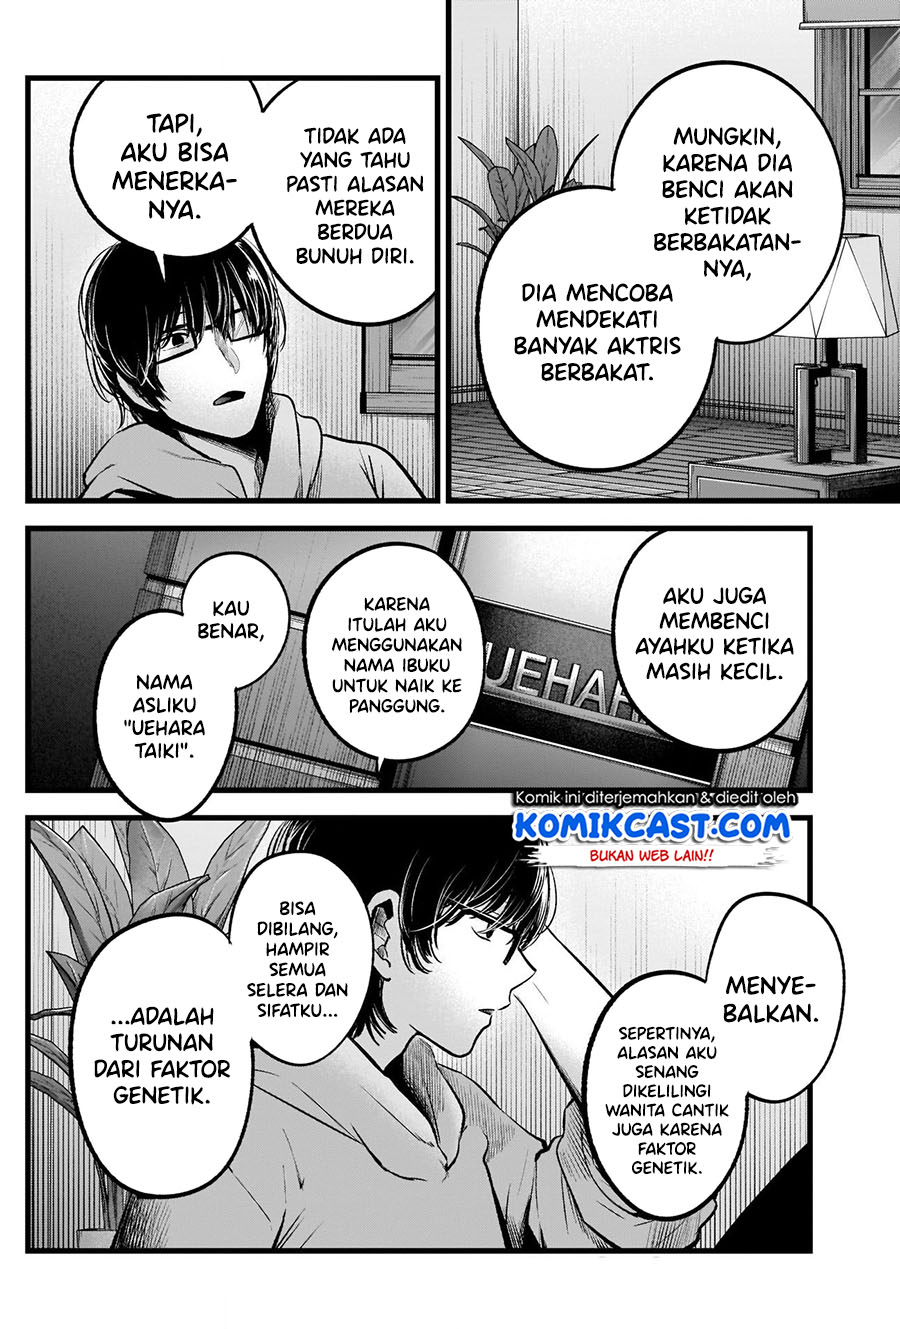 MUNGKIN,
KARENA DIA
BENCI AKAN
KETIDAK
BERBAKATAN-
NYA,
DIA MENCOBA
MENDEKATI
BANYAK AKTRIS
BERBAKAT.
TIDAK ADA
YANG TAHU
PASTI ALASAN
MEREKA
BERDUA
BUNUH DIRI.
TAPI,
AKU BISA
MENERKA-
NYA.
AKU JUGA
MEMBENCI
AYAHKU KETIKA
MASIH KECIL.
UEHAR
KARENA
ITULAH AKU
MENGGUNAKAN
NAMA IBUKU
UNTUK NAIK KE
PANGGUNG.
KAU
BENAR,
NAMA
ASLIKU
"UEHARA
TAIKI".
Komik ini diterjemahkan & diedit oleh
KOMIKCAST.COM
BUKAN WEB LAIN!!
MENYE-
BALKAN.
SEPERTINYA,
ALASAN AKU
SENANG
DIKELILINGI
WANITA CANTIK
JUGA KARENA
FAKTOR
GENETIK.
BISA
DIBILANG,
HAMPIR
SEMUA
SELERA DAN
SIFATKU...
...ADALAH
TURUNAN
DARI FAKTOR
GENETIK.